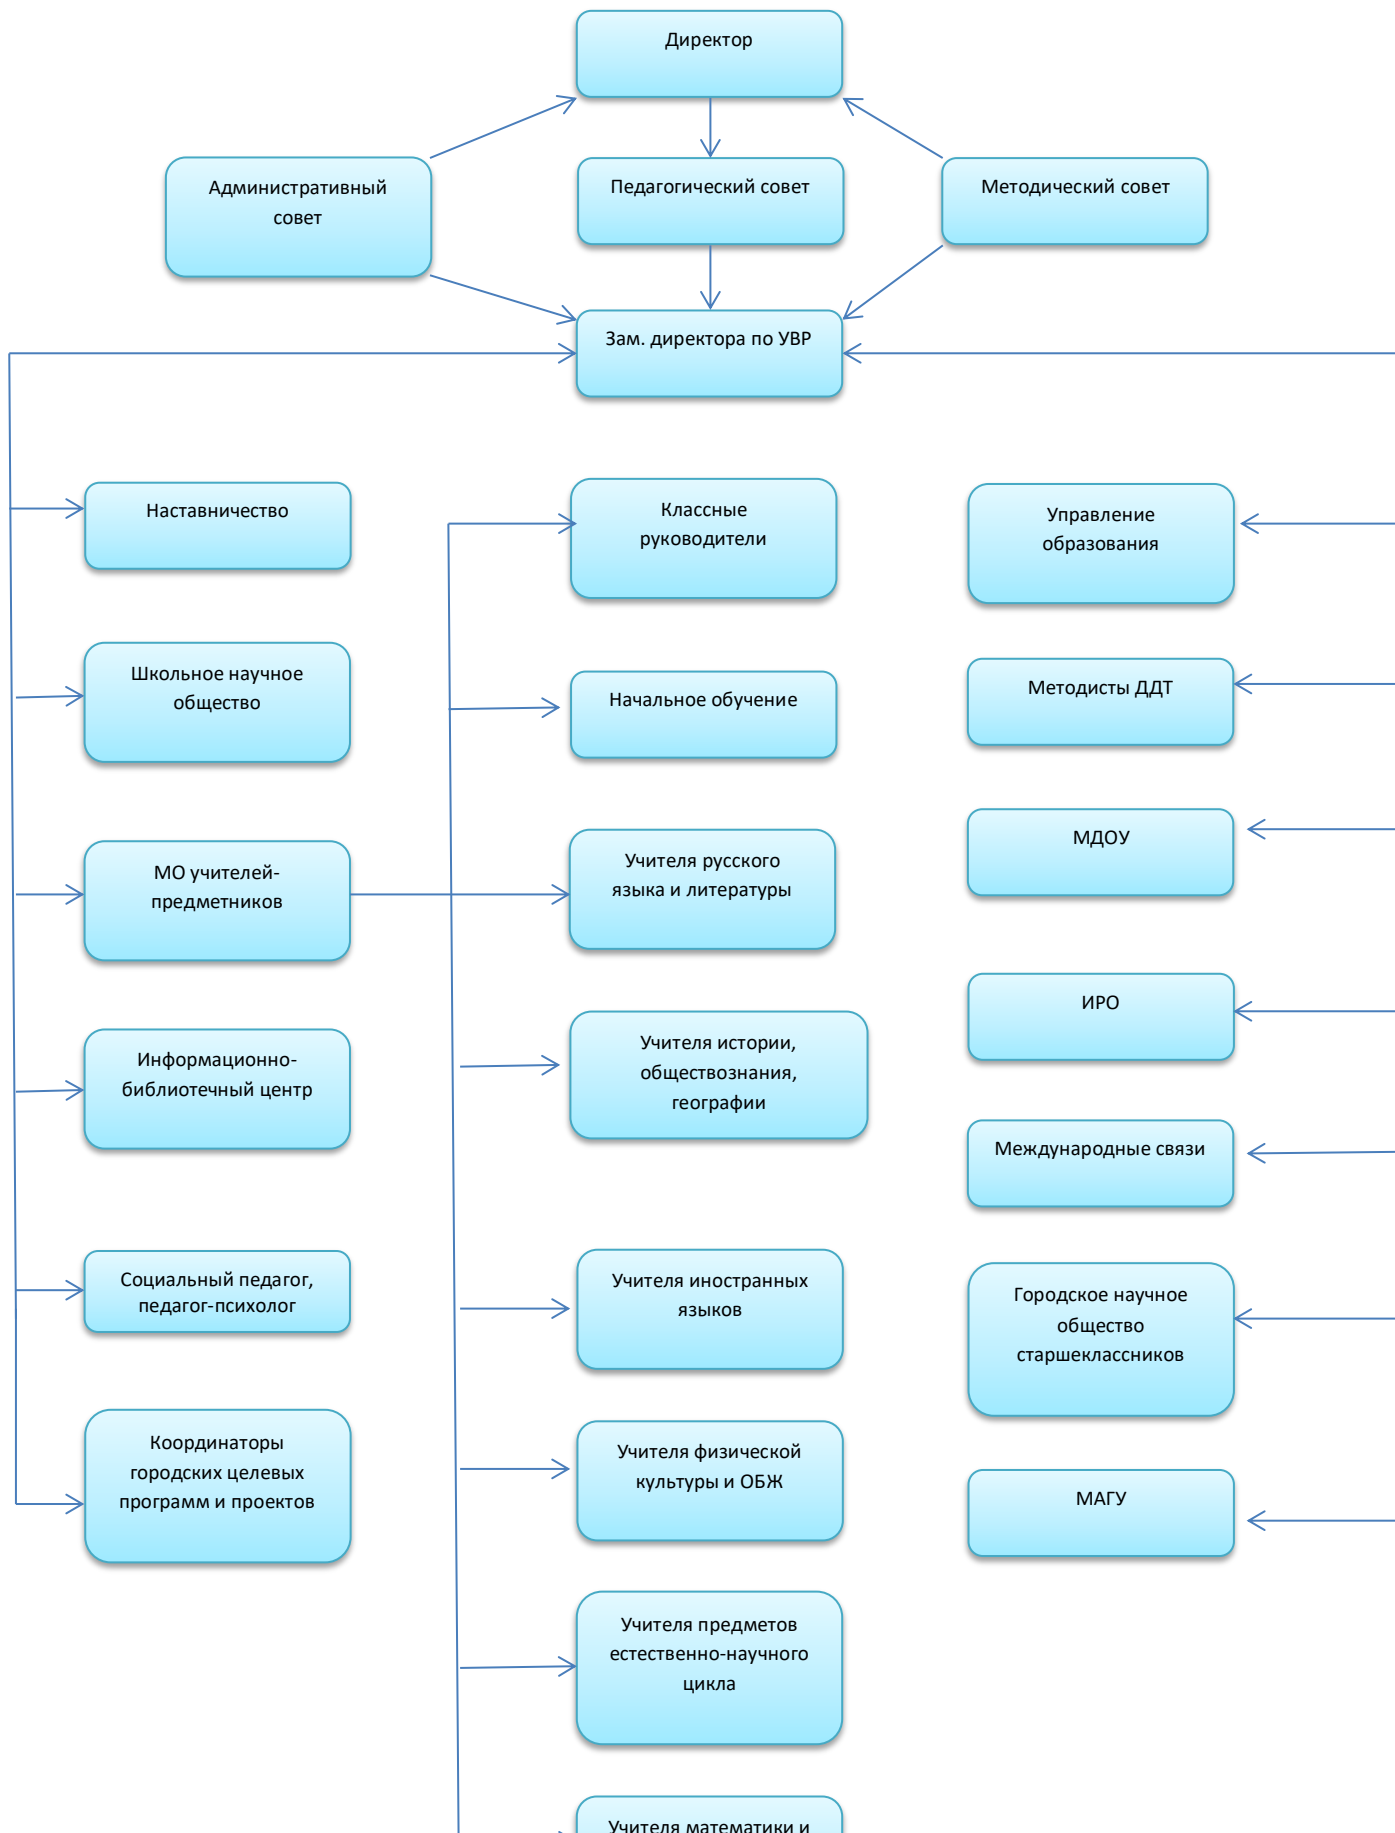 Директор
Административный
совет
Педагогический совет
Методический совет
Зам. директора по УВР
Наставничество
Школьное научное
общество
МО учителей-
предметников
Информационно-
библиотечный центр
Социальный педагог,
педагог-психолог
Координаторы
городских целевых
программ и проектов
Классные
руководители
Начальное обучение
Учителя русского
языка и литературы
Учителя истории,
обществознания,
географии
Учителя иностранных
языков
Учителя физической
культуры и ОБЖ
Учителя предметов
естественно-научного
цикла
Учителя математики и
Управление
образования
Методисты ДДТ
МДОУ
ИРО
Международные связи
Городское научное
общество
старшеклассников
МАГУ